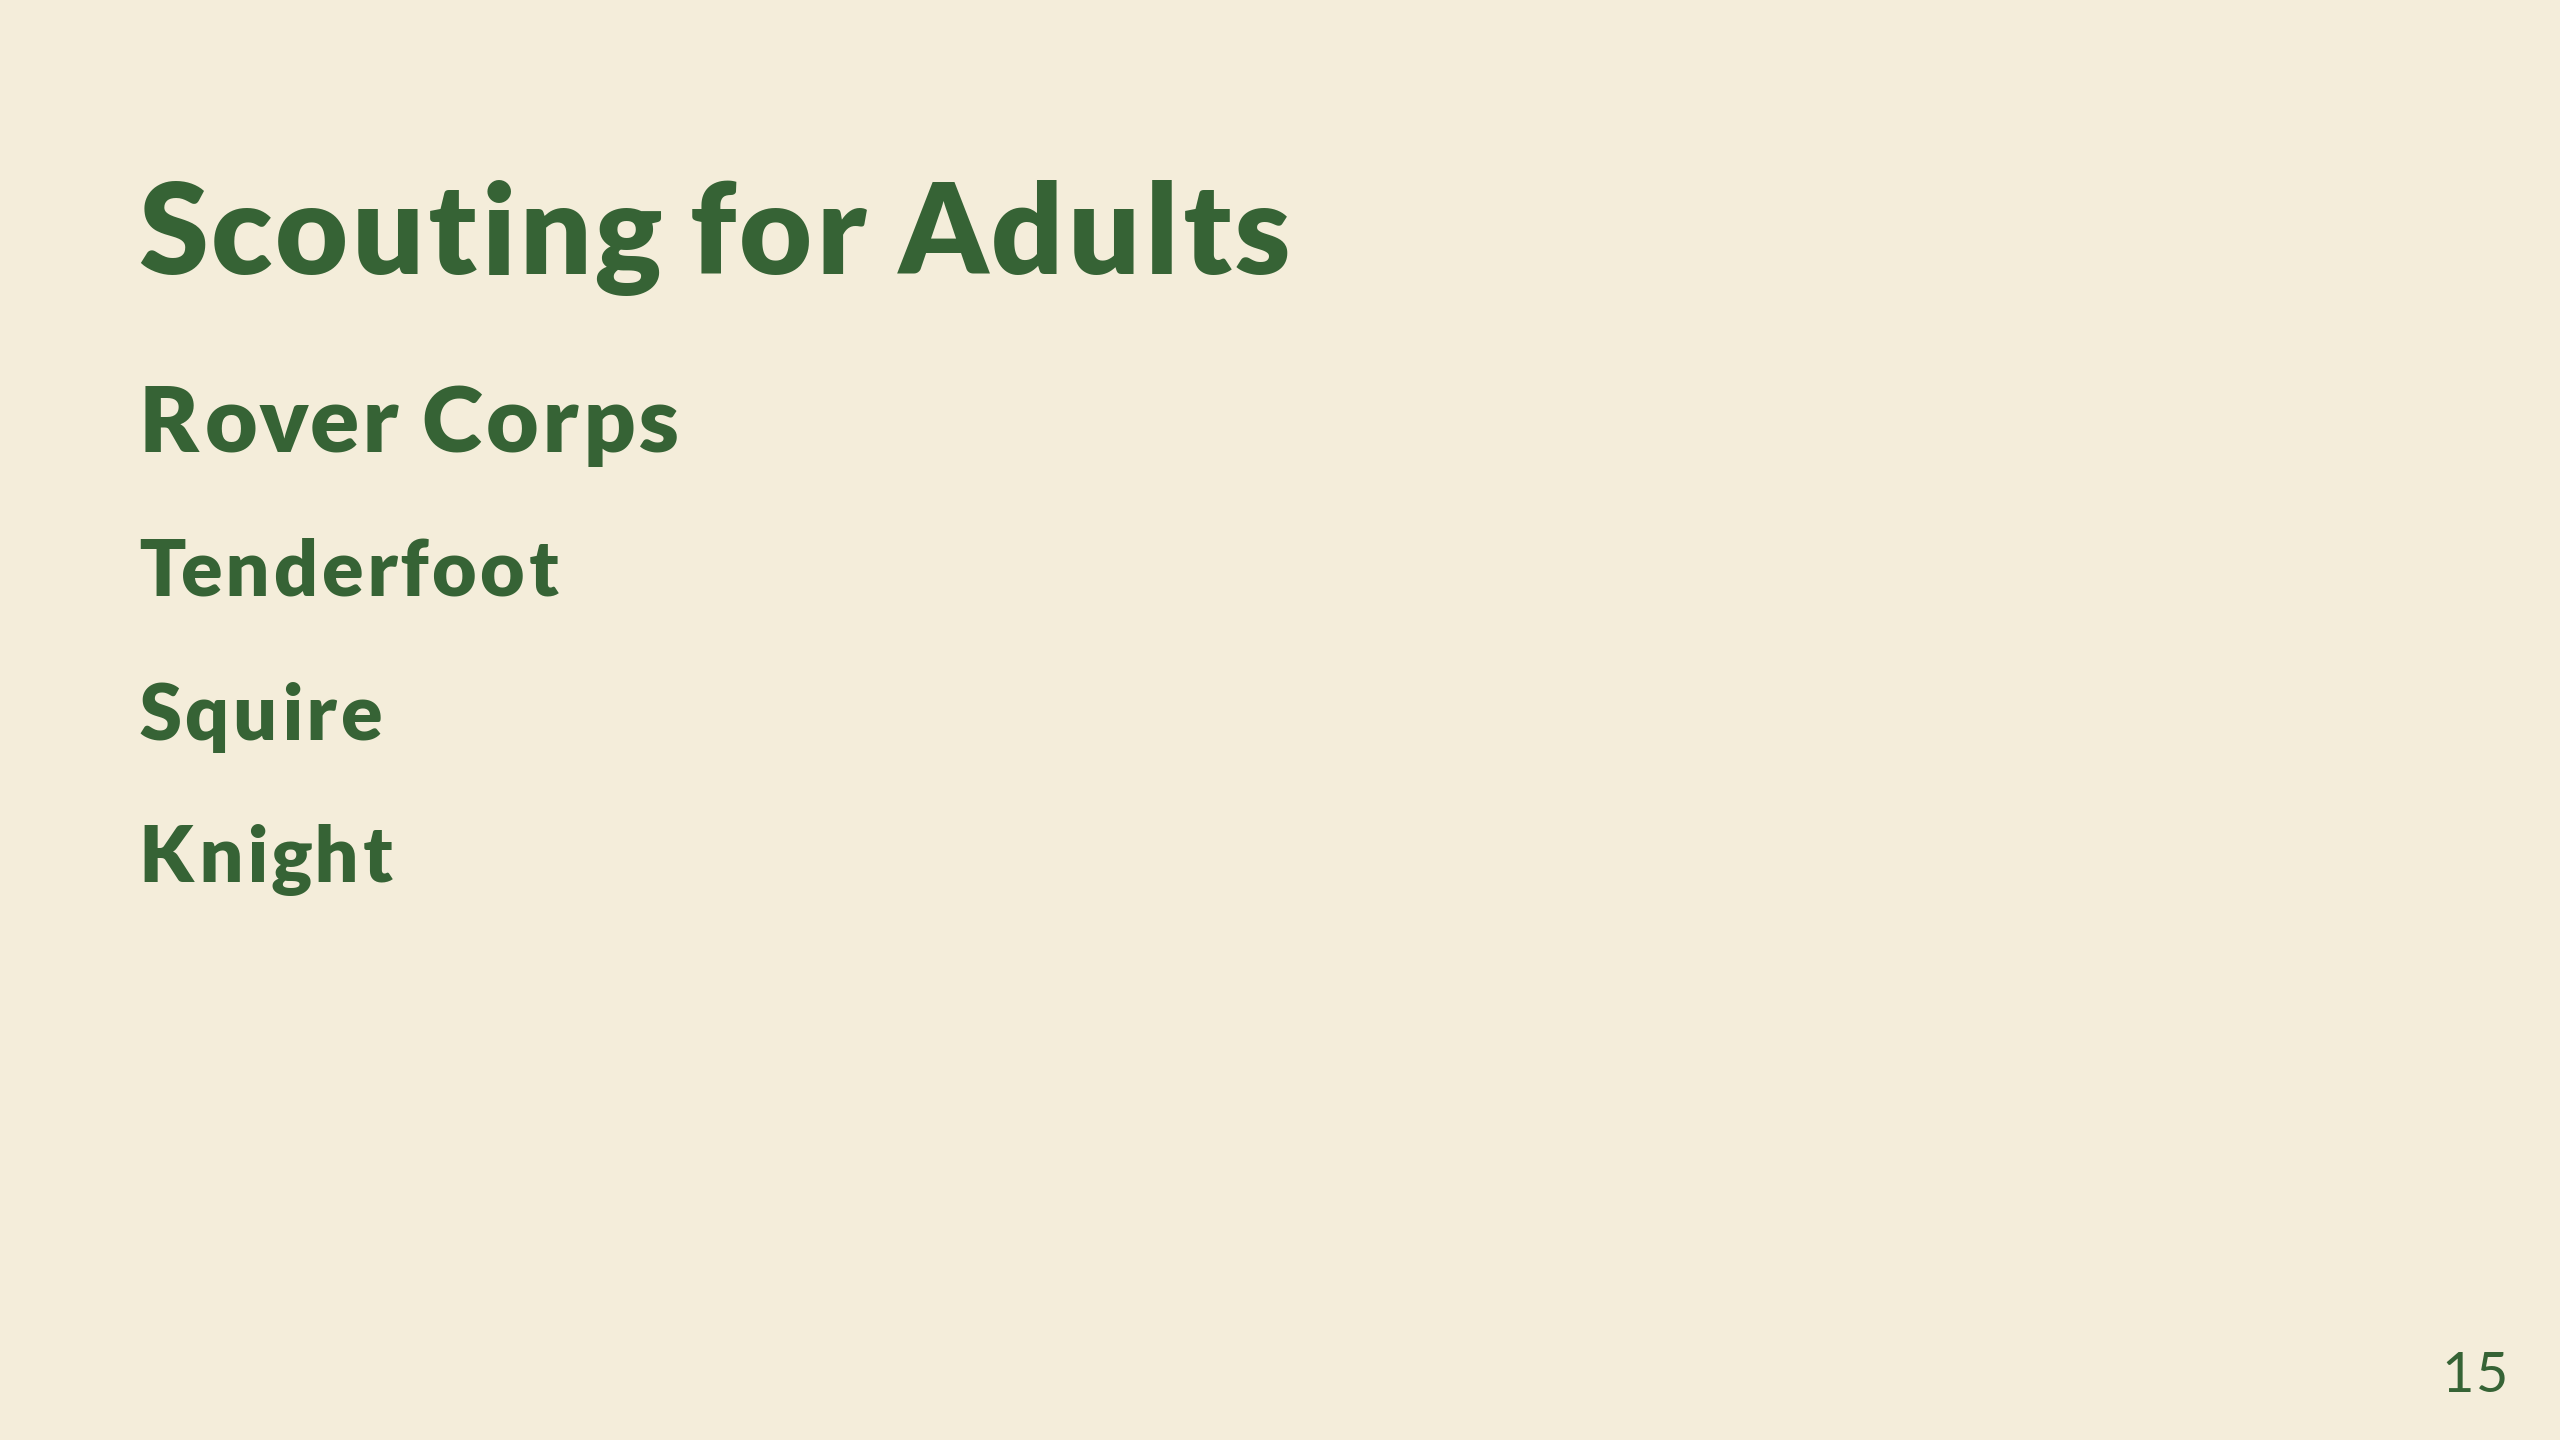 Scouting for Adults
Rover Corps
Tenderfoot
Squire
Knight
15